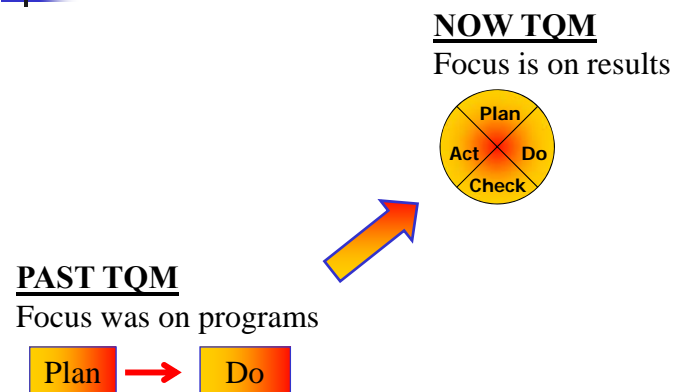 NOW TQM
Focus is on results
Plan
Act Do
Check
PAST TQM
Focus was on programs
Plan Do